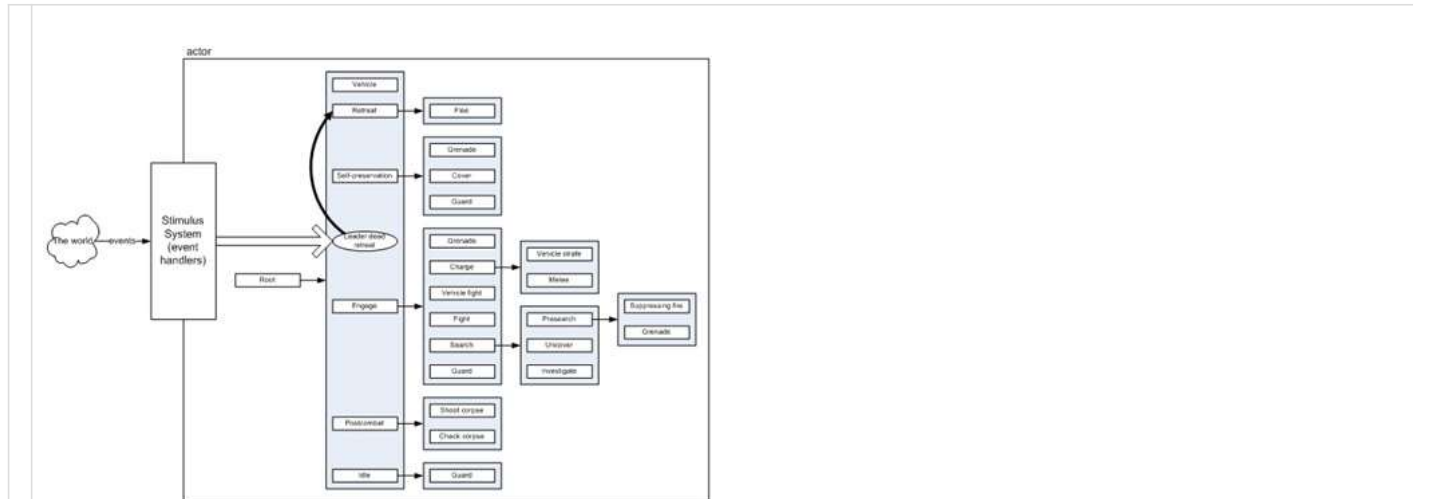 actor
Vehicle
Retreat
Flee
Grenade
Self-preservation
Cover
Guard
The world
events
Stimulus
System
(event
handlers)
Leader dead
retreat
Root
Grenade
Charge
Vehicle strafe
Melee
Vehicle fight
Engage
Fight
Search
Guard
Presearch
Uncover
Investigate
Suppressing fire
Grenade
Postcombat
Shoot corpse
Check corpse
Idle
Guard